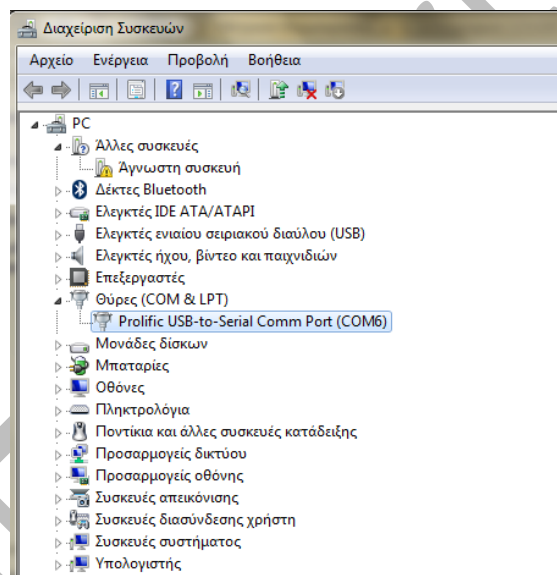 Διαχείριση Συσκευών
Αρχείο Ενέργεια Προβολή Βοήθεια
PC
Άλλες συσκευές
Άγνωστη συσκευή
Δέκτες Bluetooth
Ελεγκτές IDE ATA/ATAPI
Ελεγκτές ενιαίου σειριακού διαύλου (USB)
Ελεγκτές ήχου, βίντεο και παιχνιδιών
Επεξεργαστές
Θύρες (COM & LPT)
Prolific USB-to-Serial Comm Port (COM6)
Μονάδες δίσκων
Μπαταρίες
Οθόνες
Πληκτρολόγια
Ποντίκια και άλλες συσκευές κατάδειξης
Προσαρμογείς δικτύου
Προσαρμογείς οθόνης
Συσκευές απεικόνισης
Συσκευές διασύνδεσης χρήστη
Συσκευές συστήματος
Υπολογιστής